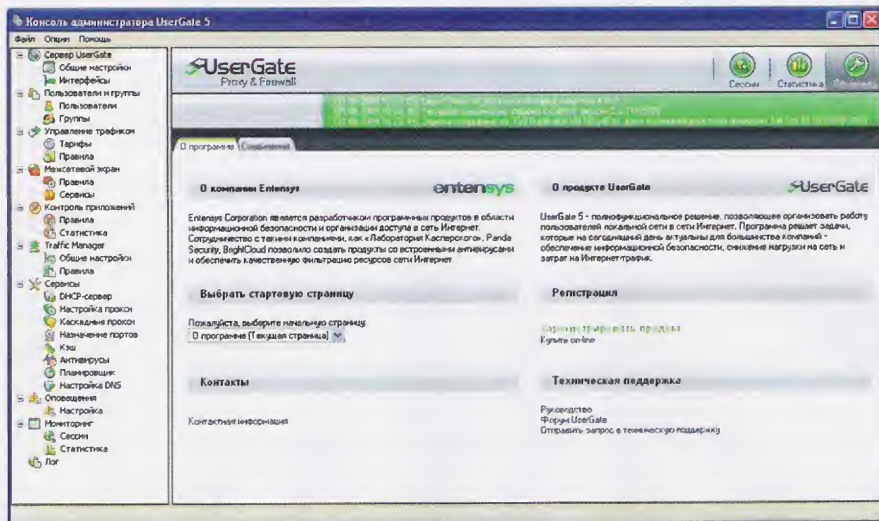 Консоль администратора UserGate 5
Файл Опции Помощь
Сервер UserGate
Общие настройки
Интерфейсы
Пользователи и группы
Пользователи
Группы
Управление трафиком
Тарифы
Правила
Межсетевой экран
Правила
Сервисы
Контроль приложений
Правила
Статистика
Traffic Manager
Общие настройки
Правила
Сервисы
DHCP-сервер
Настройка прокси
Каскадные прокси
Назначение портов
Кэш
Антивирусы
Планировщик
Настройка DNS
Оповещения
Настройка
Мониторинг
Сессии
Статистика
Лог
UserGate
Proxy & Firewall
Сессии Статистика
О программе Соединения
О компании Entensys entensys
Entensys Corporation является разработчиком программных продуктов в области
информационной безопасности и организации доступа в сеть Интернет.
Сотрудничество с такими компаниями, как «Лаборатория Касперского», Panda
Security, BrightCloud позволило создать продукты со встроенными антивирусами
и обеспечить качественную фильтрацию ресурсов сети Интернет.
Выбрать стартовую страницу
Пожалуйста, выберите начальную страницу
О программе (Текущая страница)
Контакты
Контактная информация
О продукте UserGate UserGate
UserGate 5 - полнофункциональное решение, позволяющее организовать работу
пользователей локальной сети в сети Интернет. Программа решает задачи,
которые на сегодняшний день актуальны для большинства компаний -
обеспечение информационной безопасности, снижение нагрузки на сеть и
затрат на Интернет-трафик.
Регистрация
Зарегистрировать продукт
Купить on-line
Техническая поддержка
Руководство
Форум UserGate
Отправить запрос в техническую поддержку